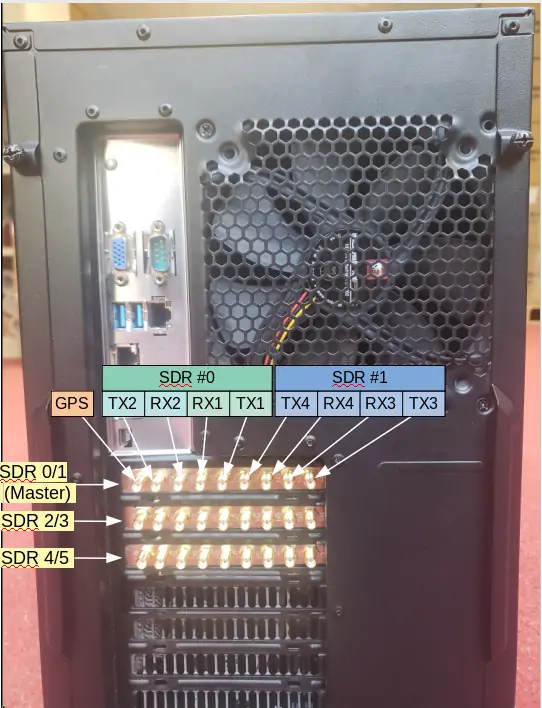 SDR #0
SDR #1
GPS
TX2
RX2
RX1
TX1
TX4
RX4
RX3
TX3
SDR 0/1
(Master)
SDR 2/3
SDR 4/5